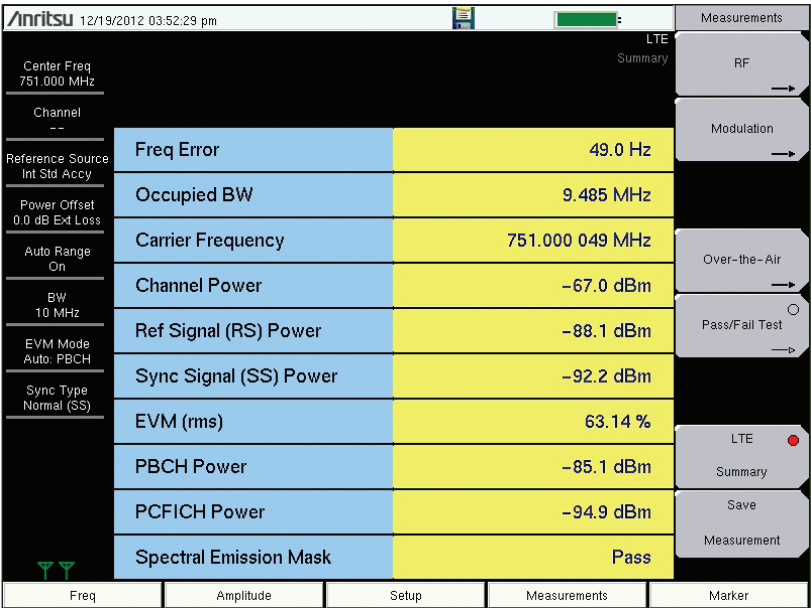 Anritsu 12/19/2012 03:52:29 pm
Measurements
LTE
Summary
Center Freq
751.000 MHz
Channel
--
Reference Source
Int Std Accy
Power Offset
0.0 dB Ext Loss
Auto Range
On
BW
10 MHz
EVM Mode
Auto: PBCH
Sync Type
Normal (SS)
Freq Error 49.0 Hz
Occupied BW 9.485 MHz
Carrier Frequency 751.000 049 MHz
Channel Power -67.0 dBm
Ref Signal (RS) Power -88.1 dBm
Sync Signal (SS) Power -92.2 dBm
EVM (rms) 63.14 %
PBCH Power -85.1 dBm
PCFICH Power -94.9 dBm
Spectral Emission Mask Pass
RF
Modulation
Over-the-Air
Pass/Fail Test
LTE
Summary
Save
Measurement
Freq Amplitude Setup Measurements Marker